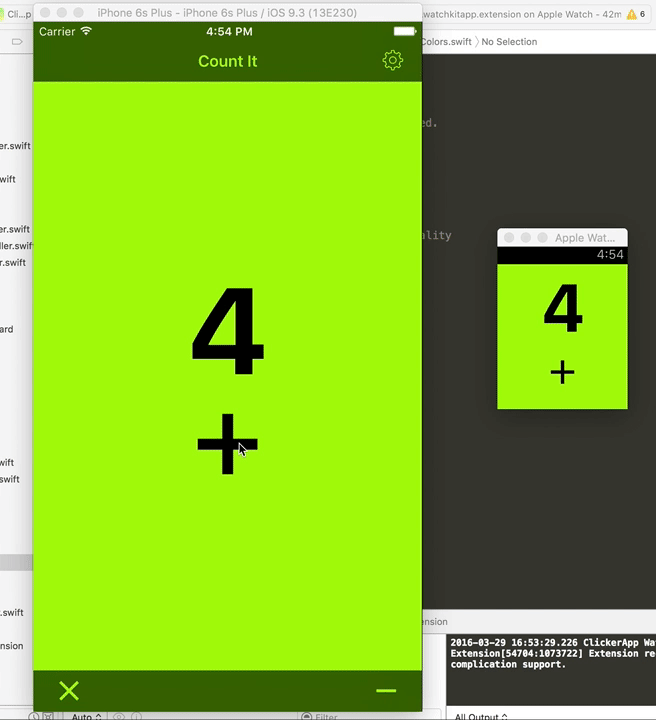 Cli...p
iPhone 6s Plus - iPhone 6s Plus / iOS 9.3 (13E230)
watchkitapp.extension on Apple Watch - 42m
6
Carrier
4:54 PM
Colors.swift
No Selection
Count It
ed.
er.swift
wift
er.swift
ller.swift
r.swift
ality
Apple Wat...
4:54
4
+
4
+
ard
wift
swift
.swift
ension
ension
2016-03-29 16:53:29.226 ClickerApp Wa
Extension[54704:1073722] Extension re
complication support.
Auto
Filter
All Output